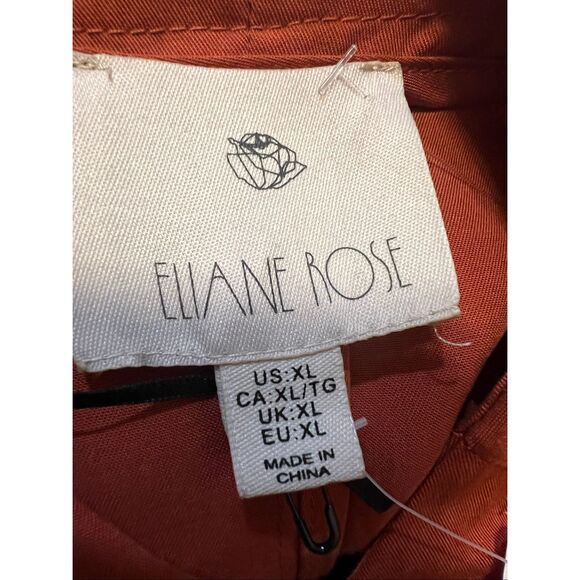 ELIANE ROSE
US:XL
CA:XL/TG
UK:XL
EU:XL
MADE IN
CHINA